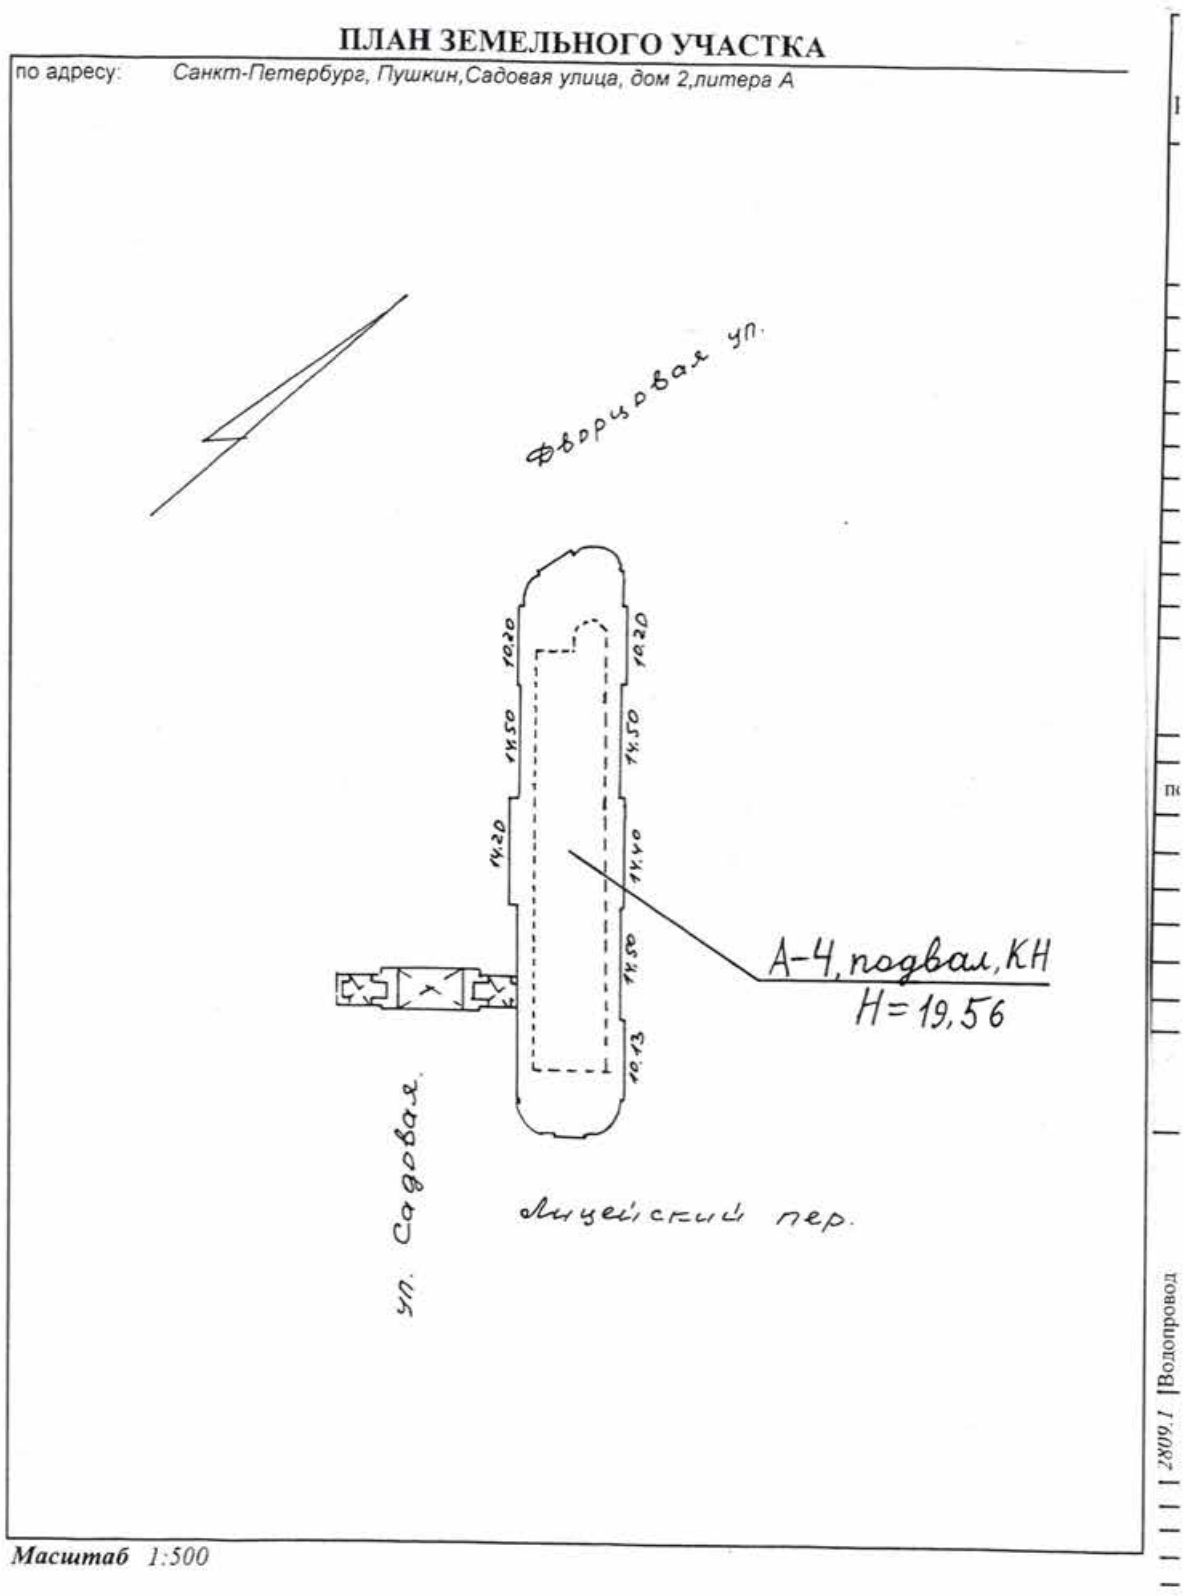 ПЛАН ЗЕМЕЛЬНОГО УЧАСТКА
по адресу: Санкт-Петербург, Пушкин,Садовая улица, дом 2,литера А
Дворцовая ул.
10.20
10.20
14.50
14.50
14.20
14.40
14.50
10.13
А-4, подвал, КН
Н=19,56
ул. Садовая.
Лицейский пер.
Водопровод
2809.1
Масштаб 1:500